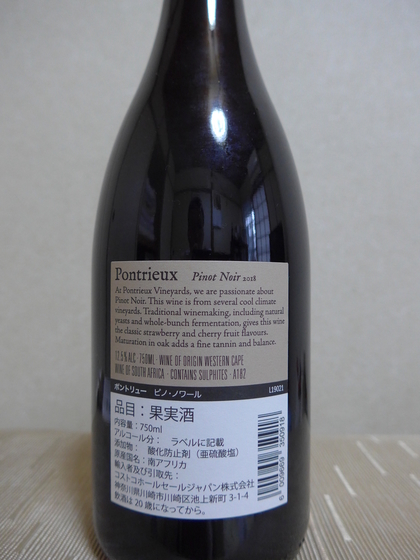 Pontrieux Pinot Noir 2018
At Pontrieux Vineyards, we are passionate about
Pinot Noir. This wine is from several cool climate
vineyards. Traditional winemaking, including natural
yeasts and whole-bunch fermentation, gives this wine
the classic strawberry and cherry fruit flavours.
Maturation in oak adds a fine tannin and balance.
12.5% ALC · 750ML · WINE OF ORIGIN WESTERN CAPE
WINE OF SOUTH AFRICA · CONTAINS SULPHITES · A182
ポントリュー ピノ・ノワール L19021
品目：果実酒
内容量：750ml
アルコール分： ラベルに記載
添加物： 酸化防止剤（亜硫酸塩）
原産国名：南アフリカ
輸入者及び引取先：
コストコホールセールジャパン株式会社
神奈川県川崎市川崎区池上新町 3-1-4
飲酒は 20 歳になってから。
6 009669 350918